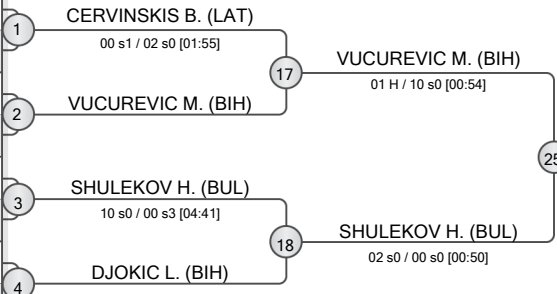 1
CERVINSKIS B. (LAT)
00 s1 / 02 s0 [01:55]
17
VUCUREVIC M. (BIH)
01 H / 10 s0 [00:54]
2
VUCUREVIC M. (BIH)
25
3
SHULEKOV H. (BUL)
10 s0 / 00 s3 [04:41]
18
SHULEKOV H. (BUL)
02 s0 / 00 s0 [00:50]
4
DJOKIC L. (BIH)